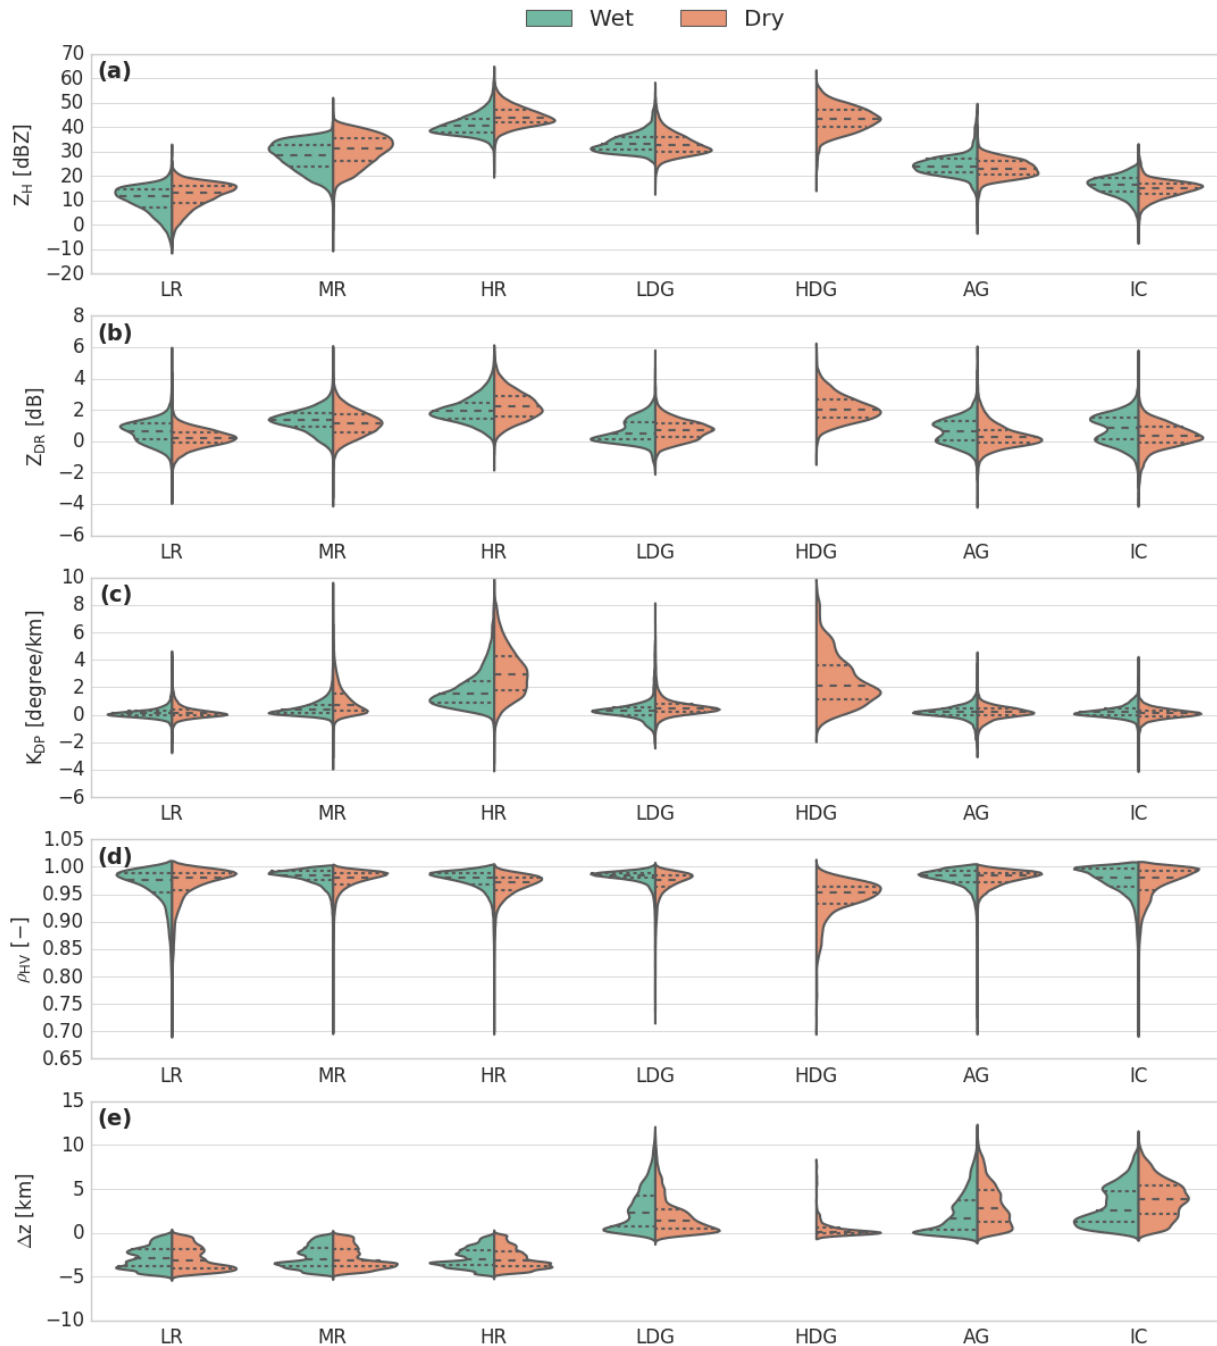 Wet Dry
(a)
Z_H [dBZ]
70
60
50
40
30
20
10
0
−10
−20
LR MR HR LDG HDG AG IC
(b)
Z_DR [dB]
8
6
4
2
0
−2
−4
−6
LR MR HR LDG HDG AG IC
(c)
K_DP [degree/km]
10
8
6
4
2
0
−2
−4
−6
LR MR HR LDG HDG AG IC
(d)
ρ_HV [−]
1.05
1.00
0.95
0.90
0.85
0.80
0.75
0.70
0.65
LR MR HR LDG HDG AG IC
(e)
Δz [km]
15
10
5
0
−5
−10
LR MR HR LDG HDG AG IC